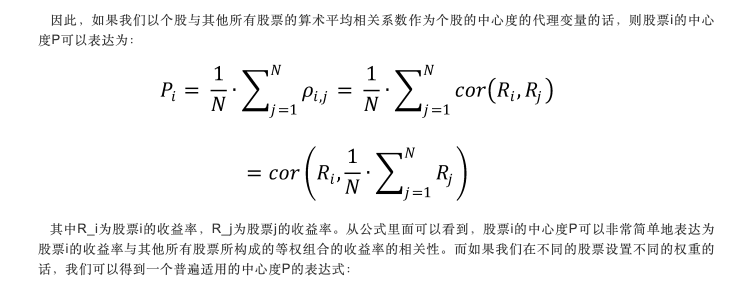 因此，如果我们以个股与其他所有股票的算术平均相关系数作为个股的中心度的代理变量的话，则股票i的中心
度P可以表达为：
P_i = \frac{1}{N} \cdot \sum_{j=1}^{N} \rho_{i,j} = \frac{1}{N} \cdot \sum_{j=1}^{N} cor(R_i, R_j)
= cor\left(R_i, \frac{1}{N} \cdot \sum_{j=1}^{N} R_j\right)
其中R_i为股票i的收益率，R_j为股票j的收益率。从公式里面可以看到，股票i的中心度P可以非常简单地表达为
股票i的收益率与其他所有股票所构成的等权组合的收益率的相关性。而如果我们在不同的股票设置不同的权重的
话，我们可以得到一个普遍适用的中心度P的表达式：